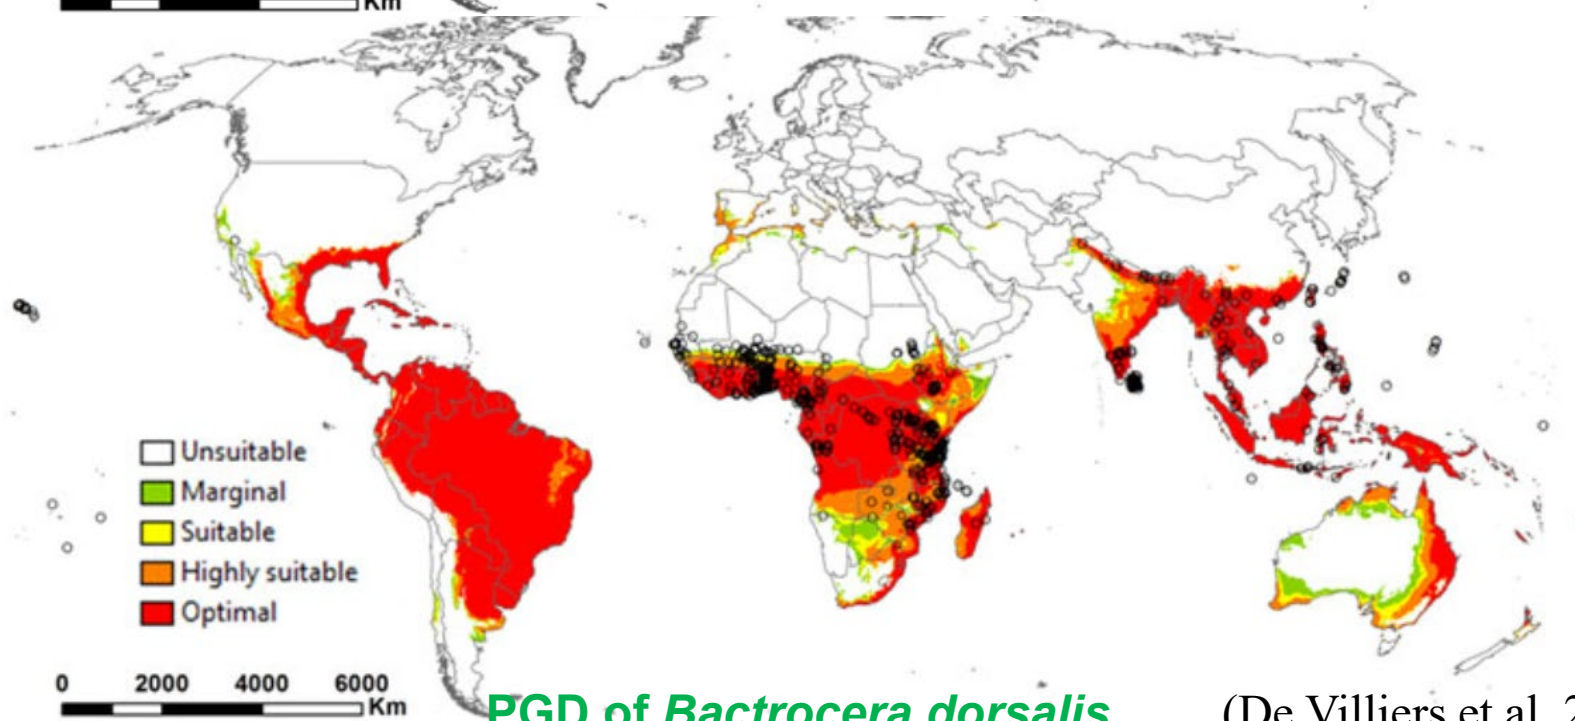 Km
Unsuitable
Marginal
Suitable
Highly suitable
Optimal
0 2000 4000 6000
Km
PGD of Bactrocera dorsalis
(De Villiers et al. 2